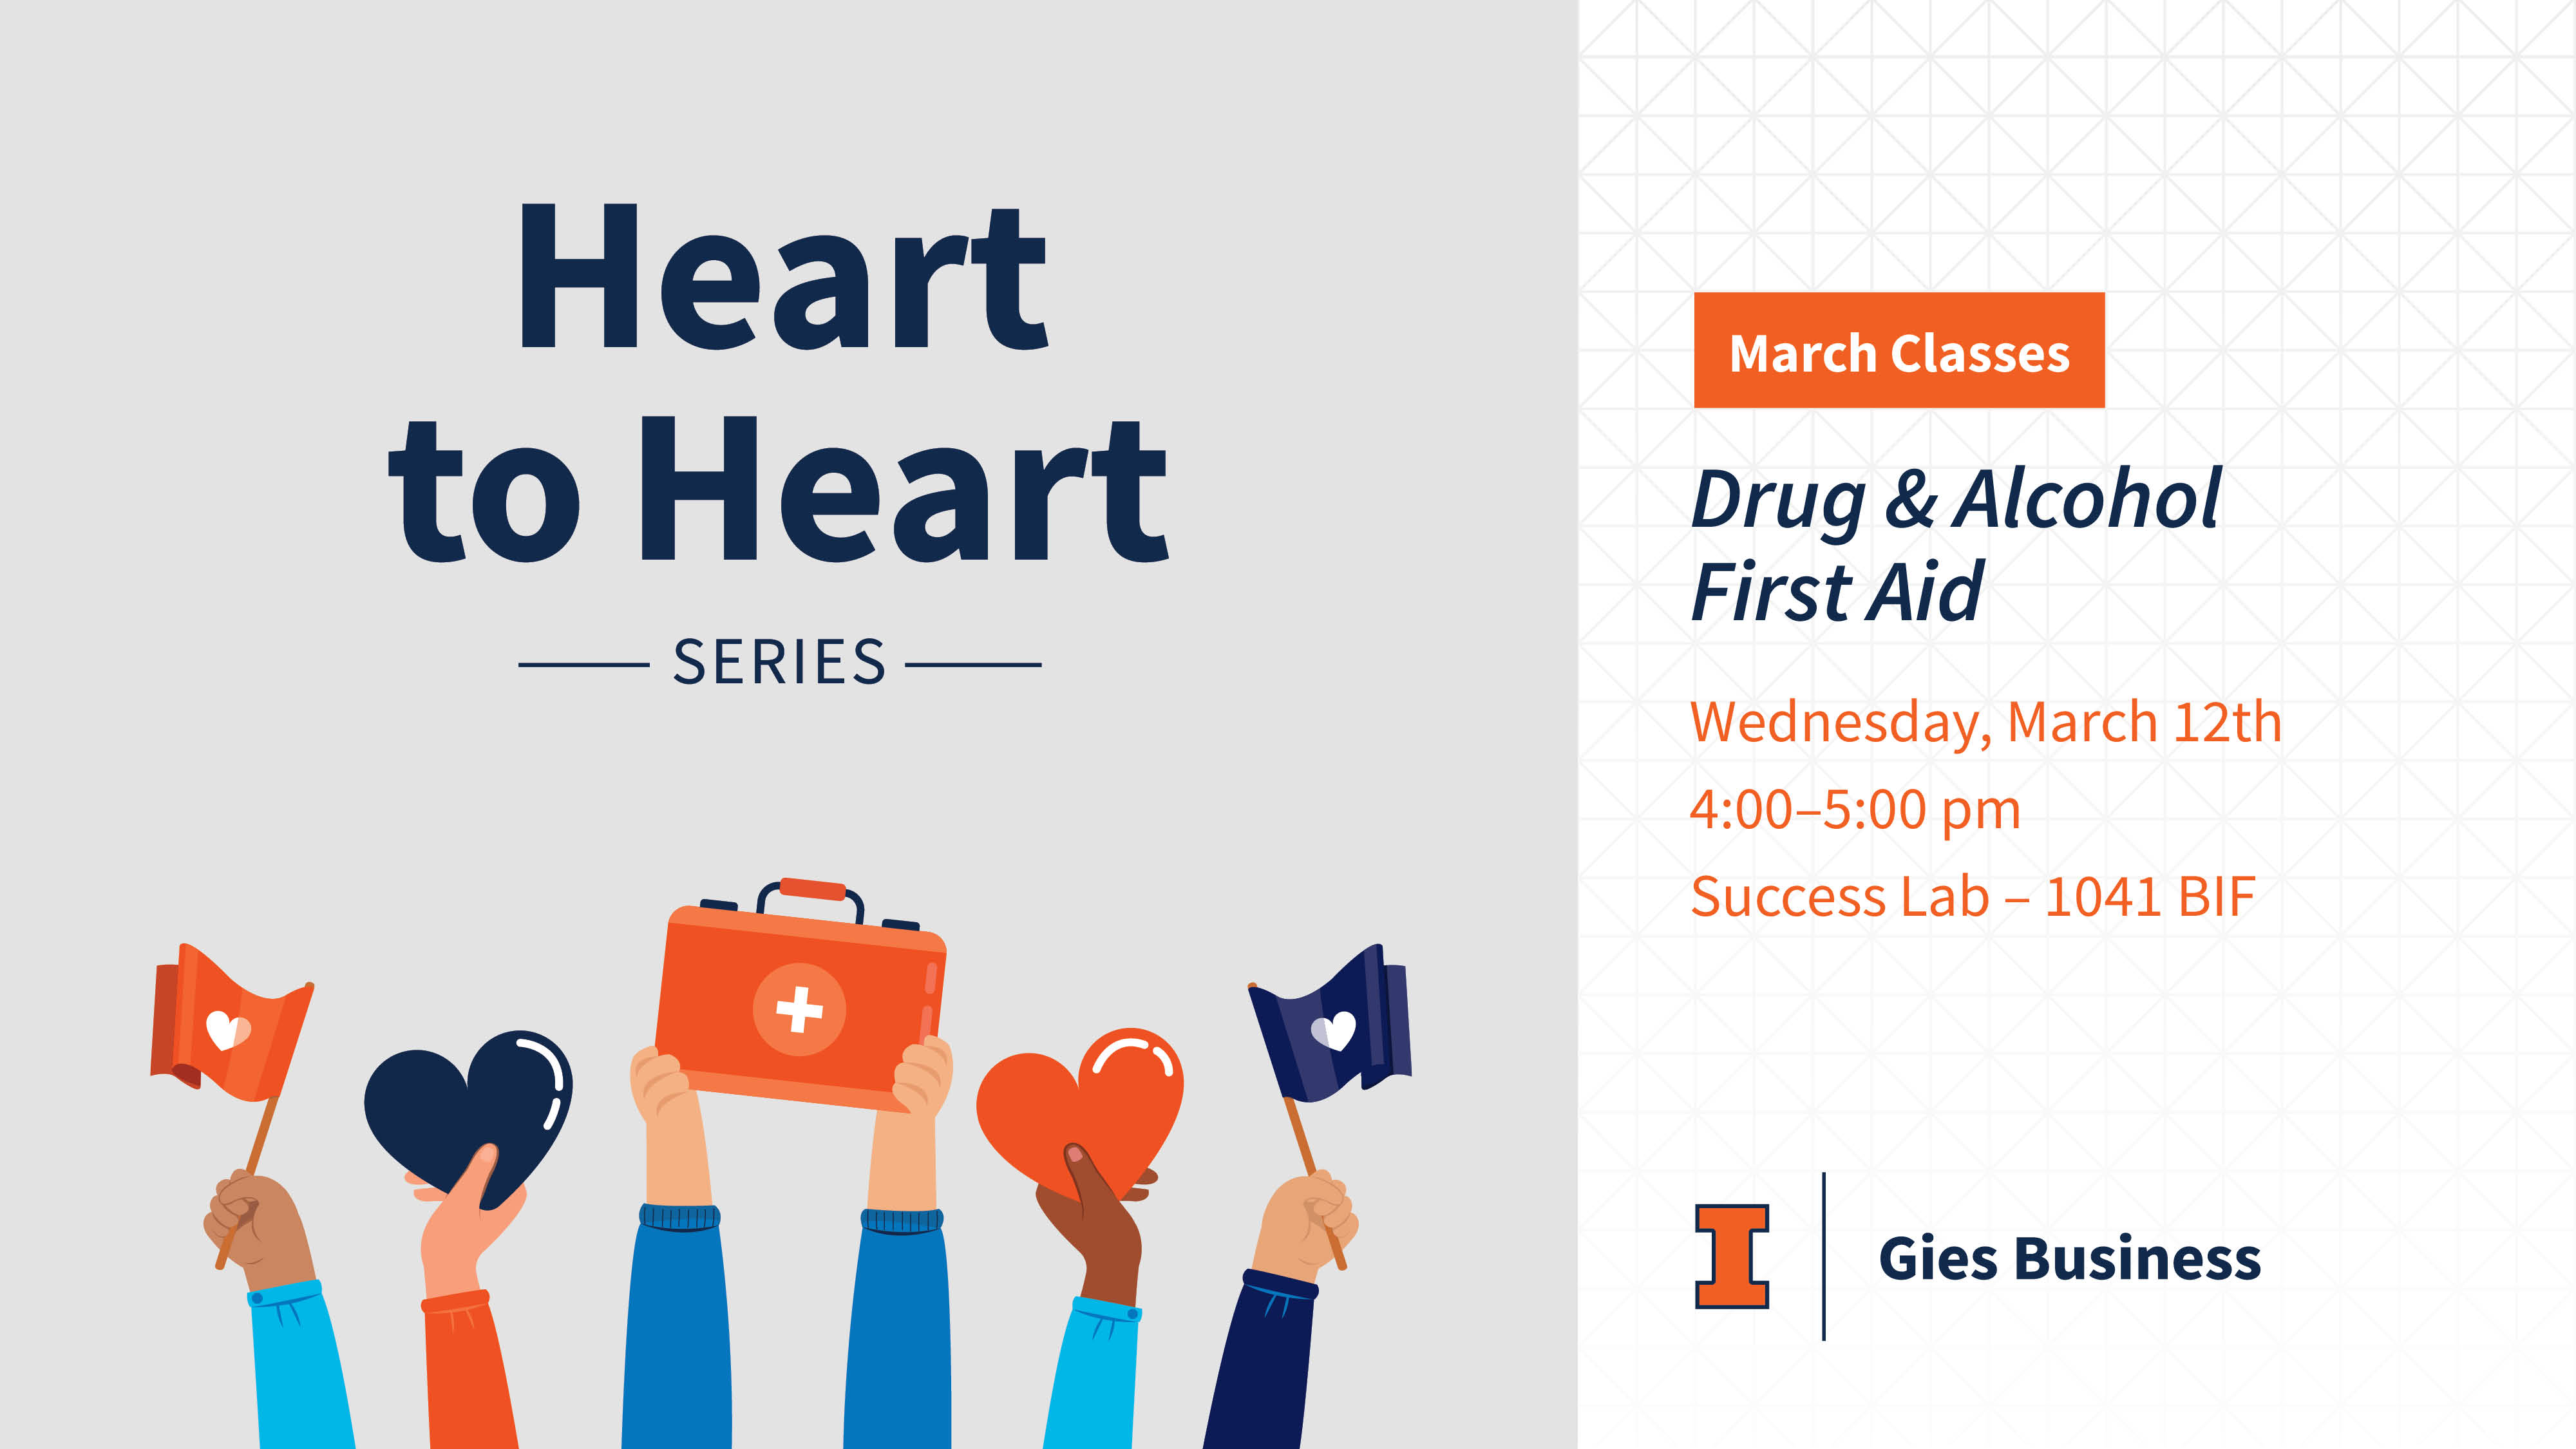 Heart
to Heart
SERIES
March Classes
Drug & Alcohol
First Aid
Wednesday, March 12th
4:00–5:00 pm
Success Lab – 1041 BIF
I
Gies Business